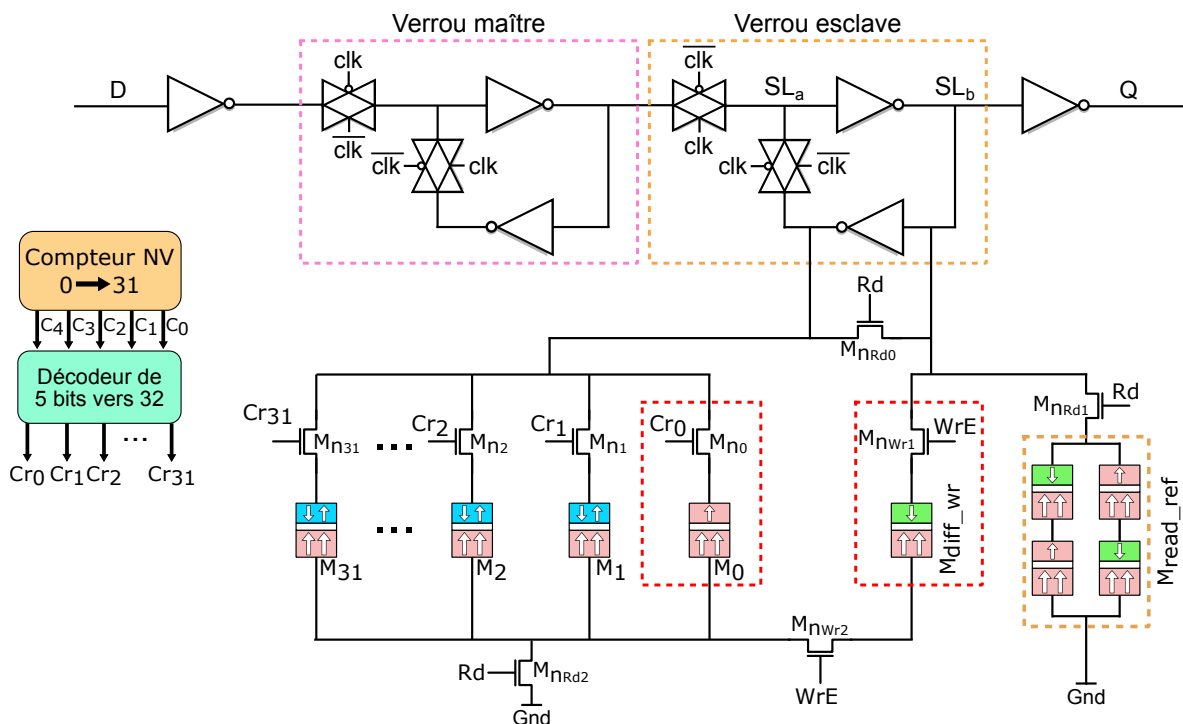 Verrou maître
Verrou esclave
clk
clk
D
SLa
SLb
Q
clk
clk
clk
clk
clk
clk
Compteur NV
0 31
C4 C3 C2 C1 C0
Décodeur de
5 bits vers 32
Cr0 Cr1 Cr2 ... Cr31
Rd
MnRd0
Cr31
Mn31
Cr2
Mn2
Cr1
Mn1
Cr0
Mn0
MnWr1
WrE
MnRd1
Rd
M31
M2
M1
M0
Mdiff_wr
Mread_ref
MnWr2
WrE
Rd
MnRd2
Gnd
Gnd